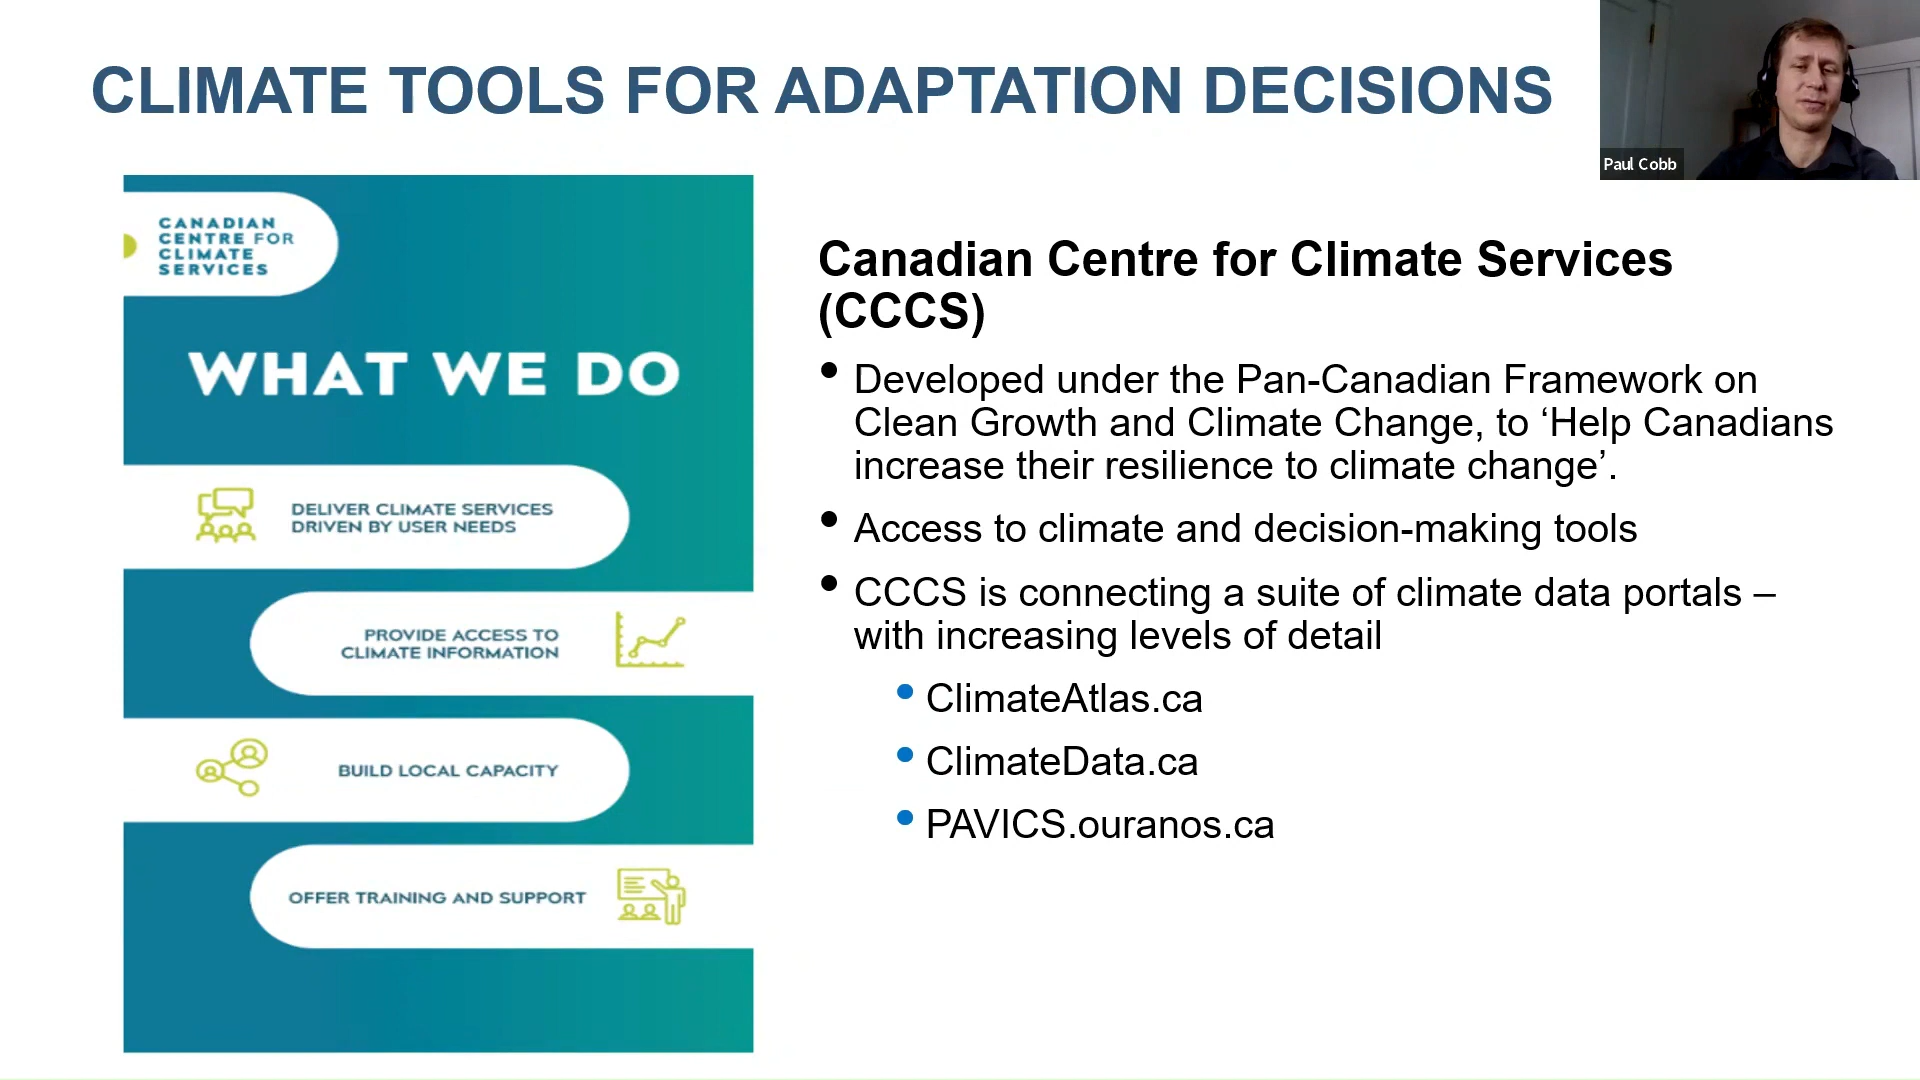 CLIMATE TOOLS FOR ADAPTATION DECISIONS
Paul Cobb
CANADIAN
CENTRE FOR
CLIMATE
SERVICES
WHAT WE DO
DELIVER CLIMATE SERVICES
DRIVEN BY USER NEEDS
PROVIDE ACCESS TO
CLIMATE INFORMATION
BUILD LOCAL CAPACITY
OFFER TRAINING AND SUPPORT
Canadian Centre for Climate Services
(CCCS)
• Developed under the Pan-Canadian Framework on
Clean Growth and Climate Change, to ‘Help Canadians
increase their resilience to climate change’.
• Access to climate and decision-making tools
• CCCS is connecting a suite of climate data portals –
with increasing levels of detail
• ClimateAtlas.ca
• ClimateData.ca
• PAVICS.ouranos.ca